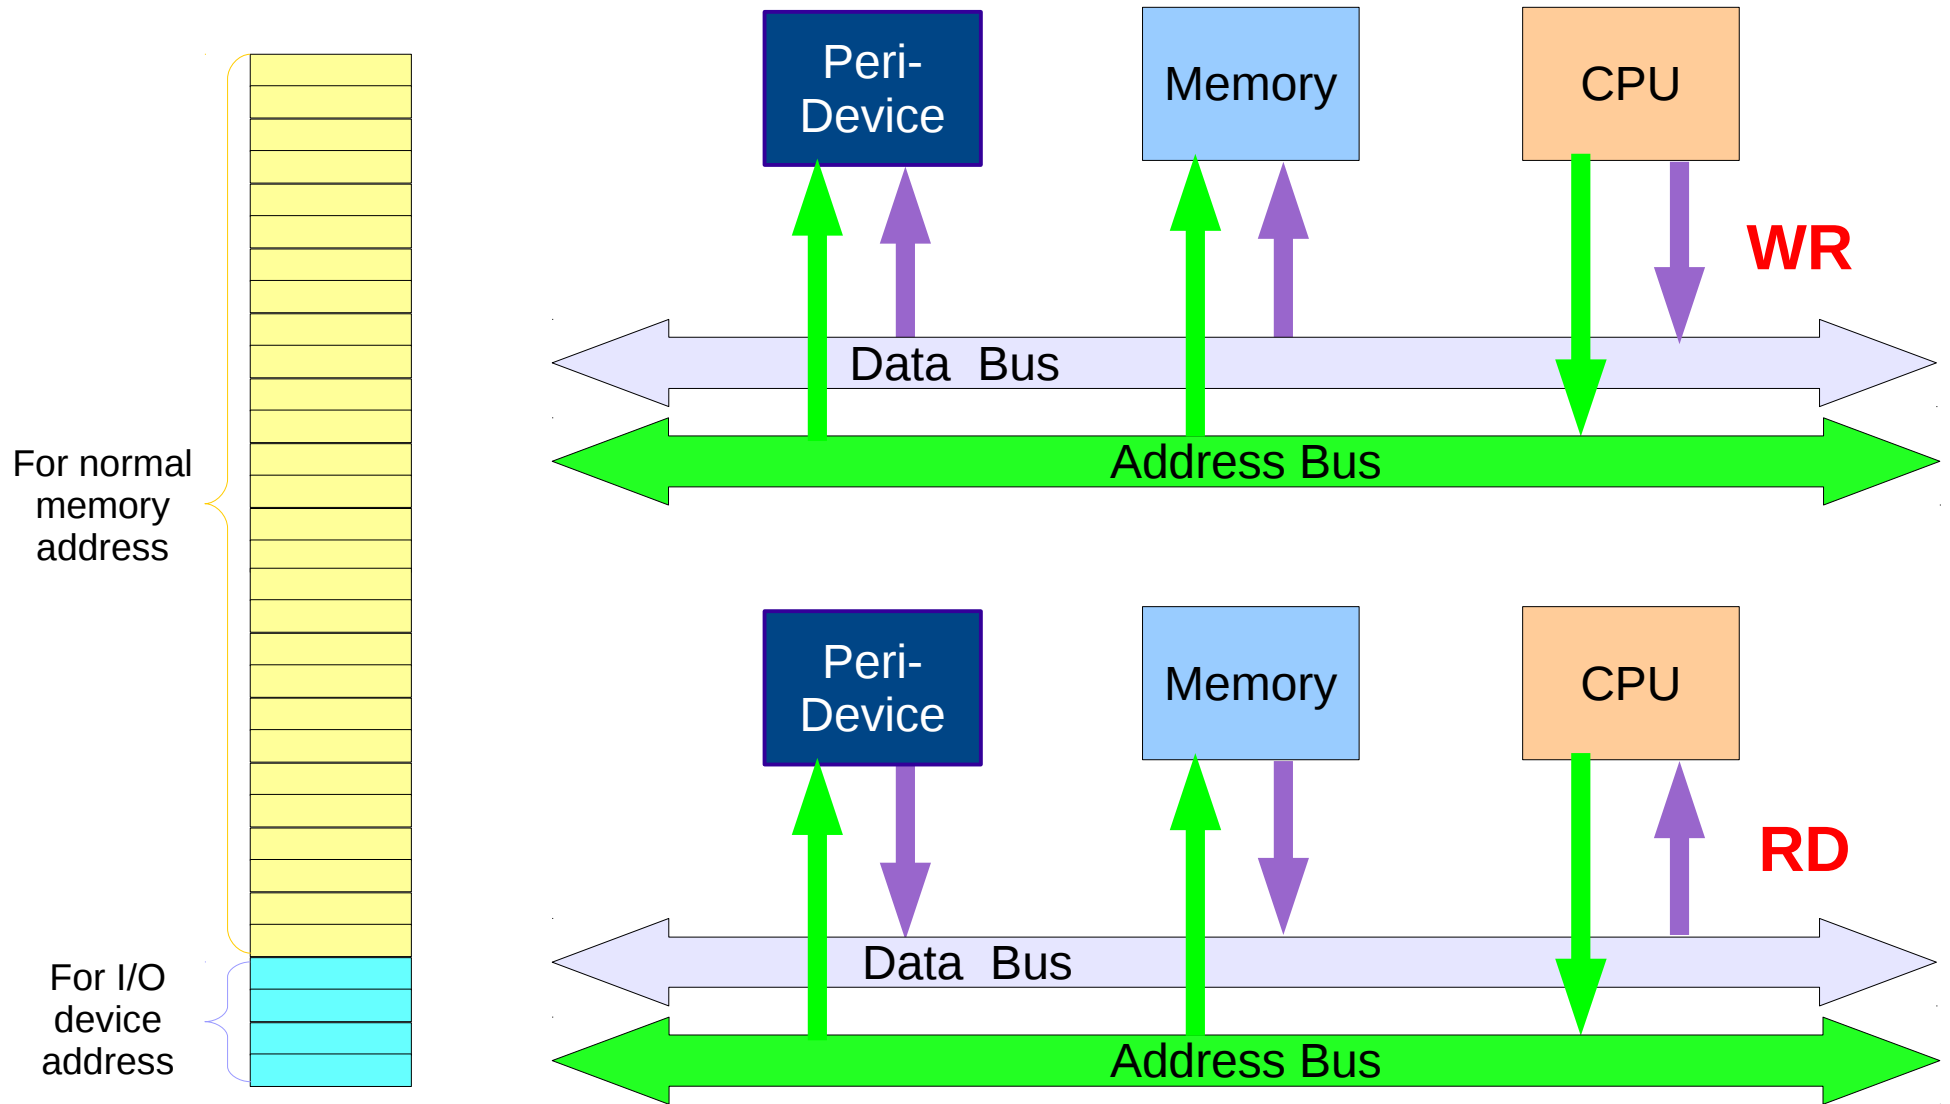 For normal
memory
address
For I/O
device
address
Peri-
Device
Memory
CPU
WR
Data  Bus
Address Bus
Peri-
Device
Memory
CPU
RD
Data  Bus
Address Bus